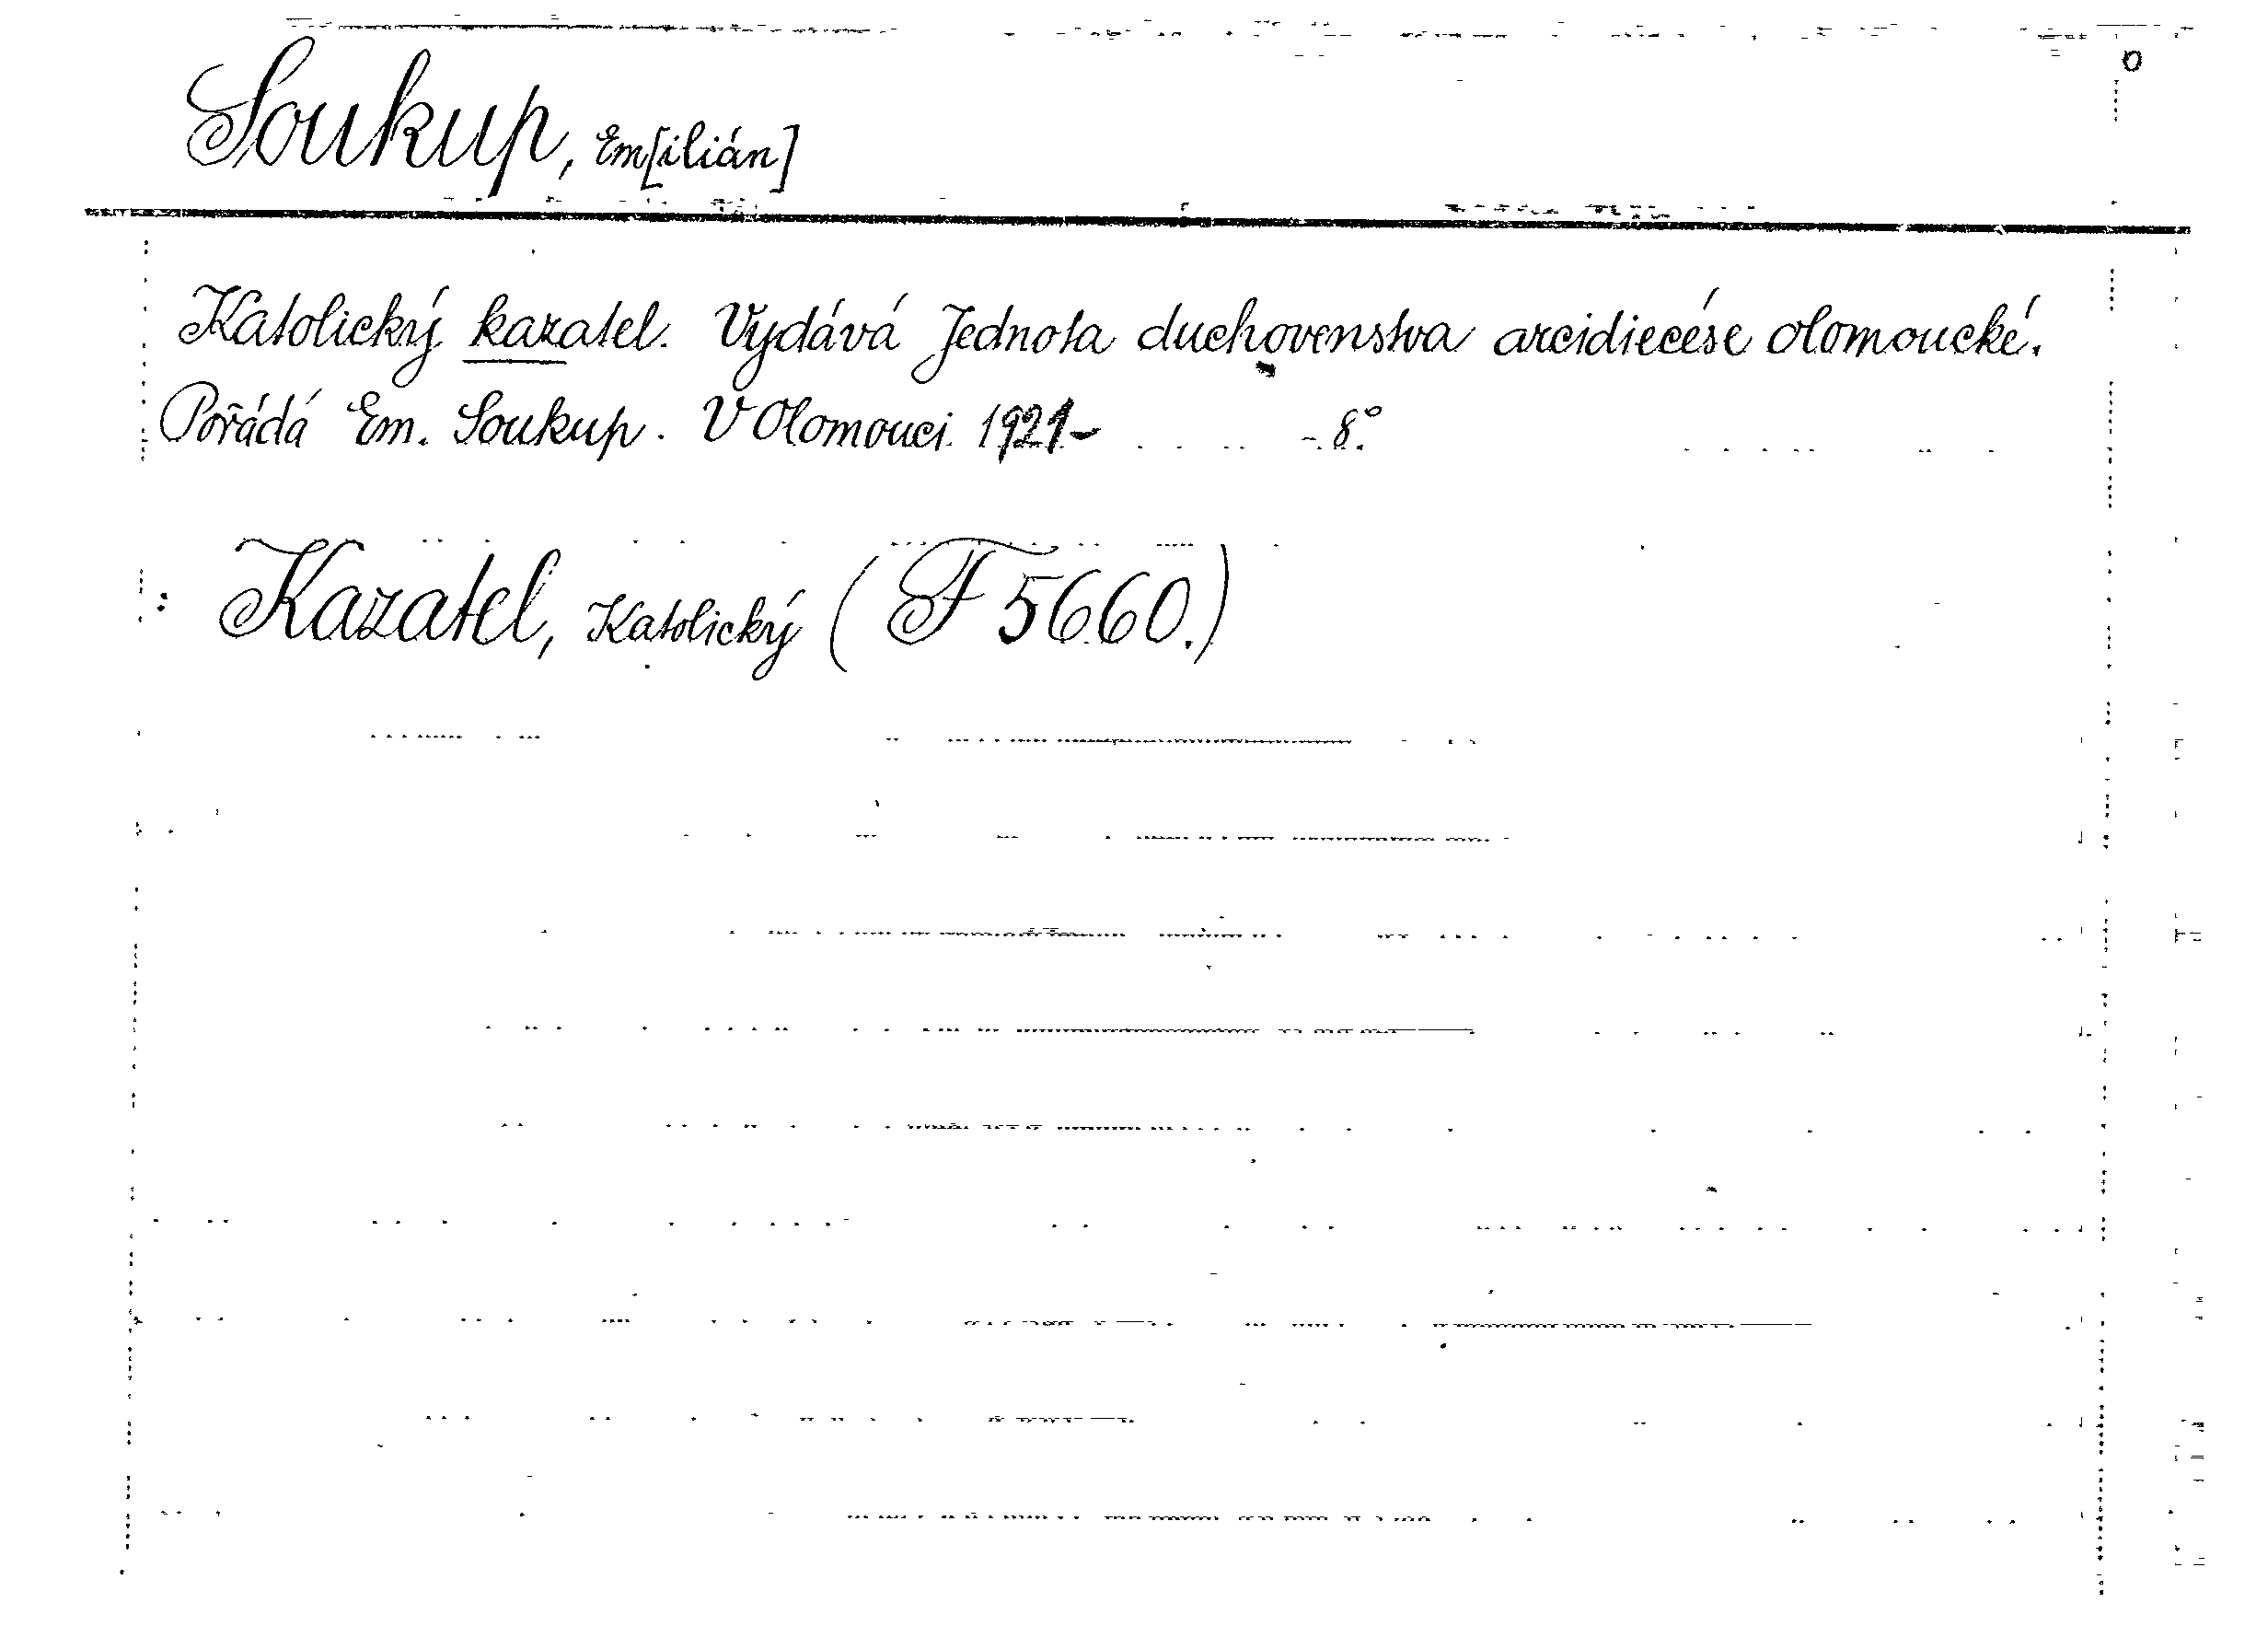 Soukup, Em[ilián]
Katolický kazatel. Vydává Jednota duchovenstva arcidiecése olomoucké.
Pořádá Em. Soukup. V Olomouci 1921- 8°.
: Kazatel, Katolický (F 5660.)